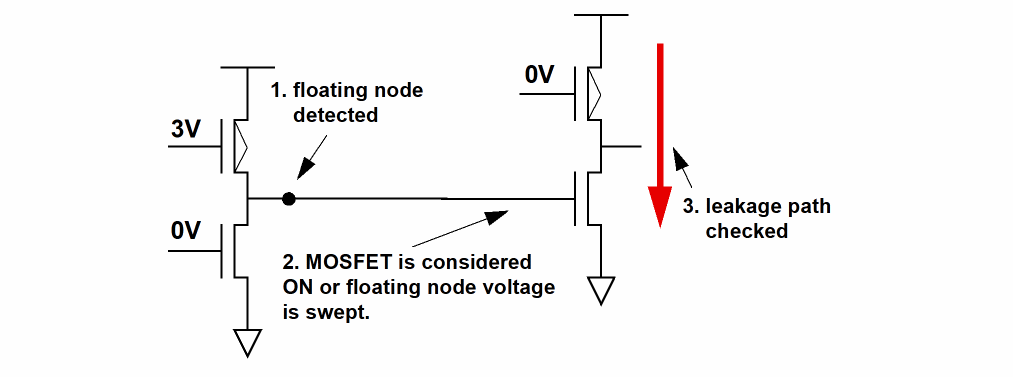 0V
1. floating node
detected
3V
0V
2. MOSFET is considered
ON or floating node voltage
is swept.
3. leakage path
checked